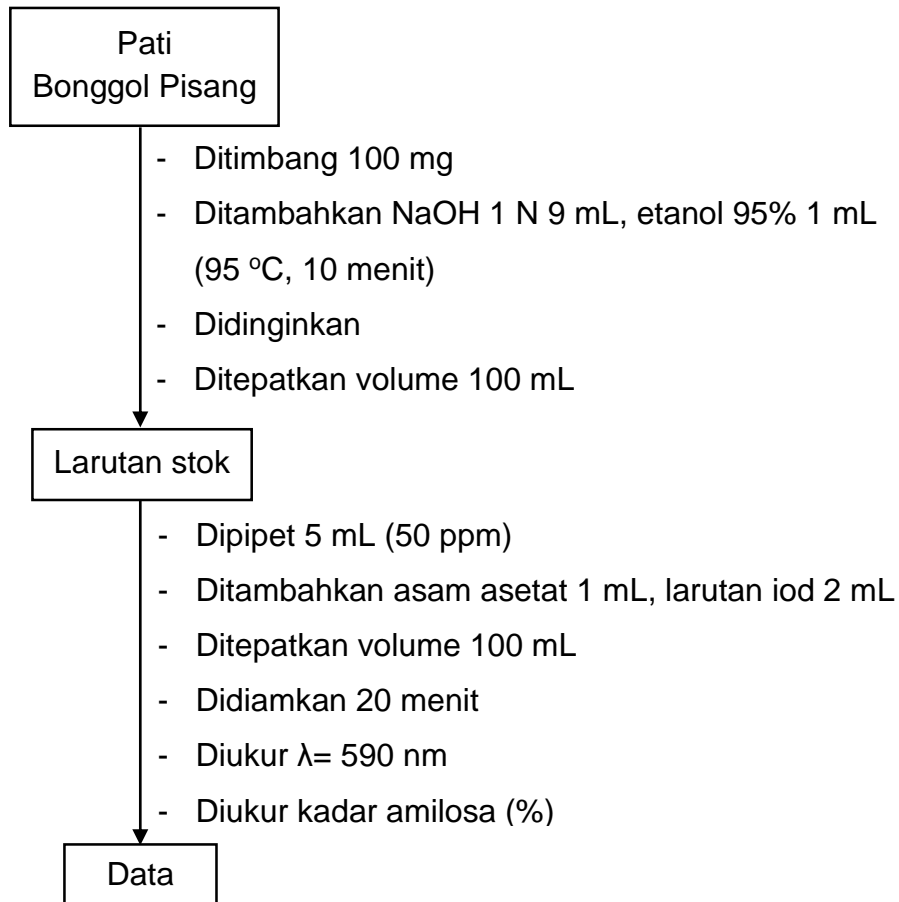 Pati
Bonggol Pisang
- Ditimbang 100 mg
- Ditambahkan NaOH 1 N 9 mL, etanol 95% 1 mL
(95 ºC, 10 menit)
- Didinginkan
- Ditepatkan volume 100 mL
Larutan stok
- Dipipet 5 mL (50 ppm)
- Ditambahkan asam asetat 1 mL, larutan iod 2 mL
- Ditepatkan volume 100 mL
- Didiamkan 20 menit
- Diukur λ= 590 nm
- Diukur kadar amilosa (%)
Data